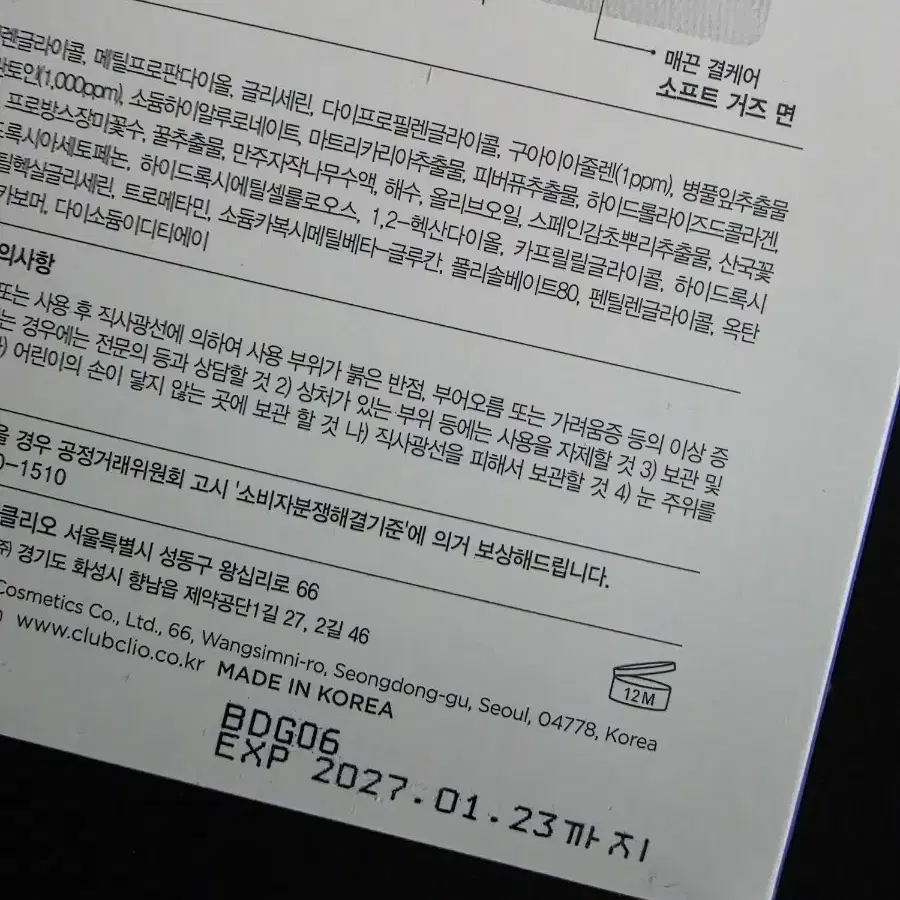 매끈 결케어
소프트 거즈 면
렌글라이콜, 메틸프로판다이올, 글리세린, 다이프로필렌글라이콜, 구아이아줄렌(1ppm), 병풀잎추출물
란토인(1,000ppm), 소듐하이알루로네이트, 마트리카리아추출물, 피버퓨추출물, 하이드롤라이즈드콜라겐,
프로방스장미꽃수, 꿀추출물, 만주자작나무수액, 해수, 올리브오일, 스페인감초뿌리추출물, 산국꽃
드록시아세토페논, 하이드록시에틸셀룰로오스, 1,2-헥산다이올, 카프릴릴글라이콜, 하이드록시
틸헥실글리세린, 트로메타민, 소듐카복시메틸베타-글루칸, 폴리솔베이트80, 펜틸렌글라이콜, 옥탄
카보머, 다이소듐이디티에이
의사항
또는 사용 후 직사광선에 의하여 사용 부위가 붉은 반점, 부어오름 또는 가려움증 등의 이상 증
는 경우에는 전문의 등과 상담할 것 2) 상처가 있는 부위 등에는 사용을 자제할 것 3) 보관 및
가) 어린이의 손이 닿지 않는 곳에 보관 할 것 나) 직사광선을 피해서 보관할 것 4) 눈 주위를
을 경우 공정거래위원회 고시 '소비자분쟁해결기준'에 의거 보상해드립니다.
0-1510
클리오 서울특별시 성동구 왕십리로 66
㈜ 경기도 화성시 향남읍 제약공단1길 27, 2길 46
Cosmetics Co., Ltd., 66, Wangsimni-ro, Seongdong-gu, Seoul, 04778, Korea
www.clubclio.co.kr MADE IN KOREA
12M
BDG06
EXP 2027.01.23까지